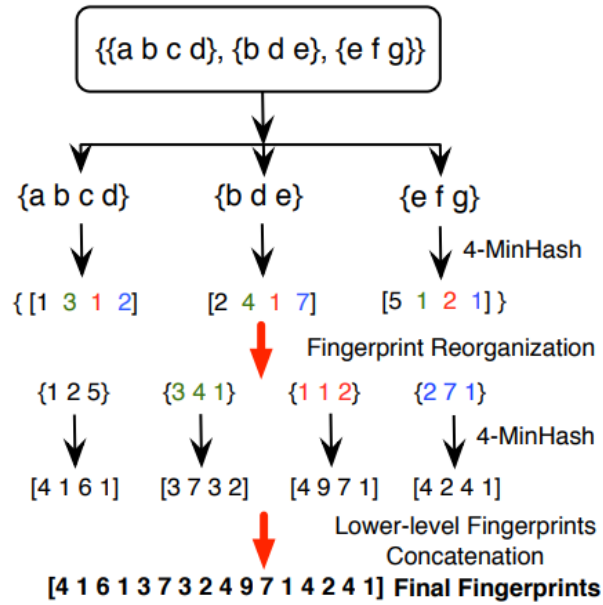 {{a b c d}, {b d e}, {e f g}}
{a b c d} {b d e} {e f g}
4-MinHash
{ [1 3 1 2] [2 4 1 7] [5 1 2 1] }
Fingerprint Reorganization
{1 2 5} {3 4 1} {1 1 2} {2 7 1}
4-MinHash
[4 1 6 1] [3 7 3 2] [4 9 7 1] [4 2 4 1]
Lower-level Fingerprints
Concatenation
[4 1 6 1 3 7 3 2 4 9 7 1 4 2 4 1] Final Fingerprints